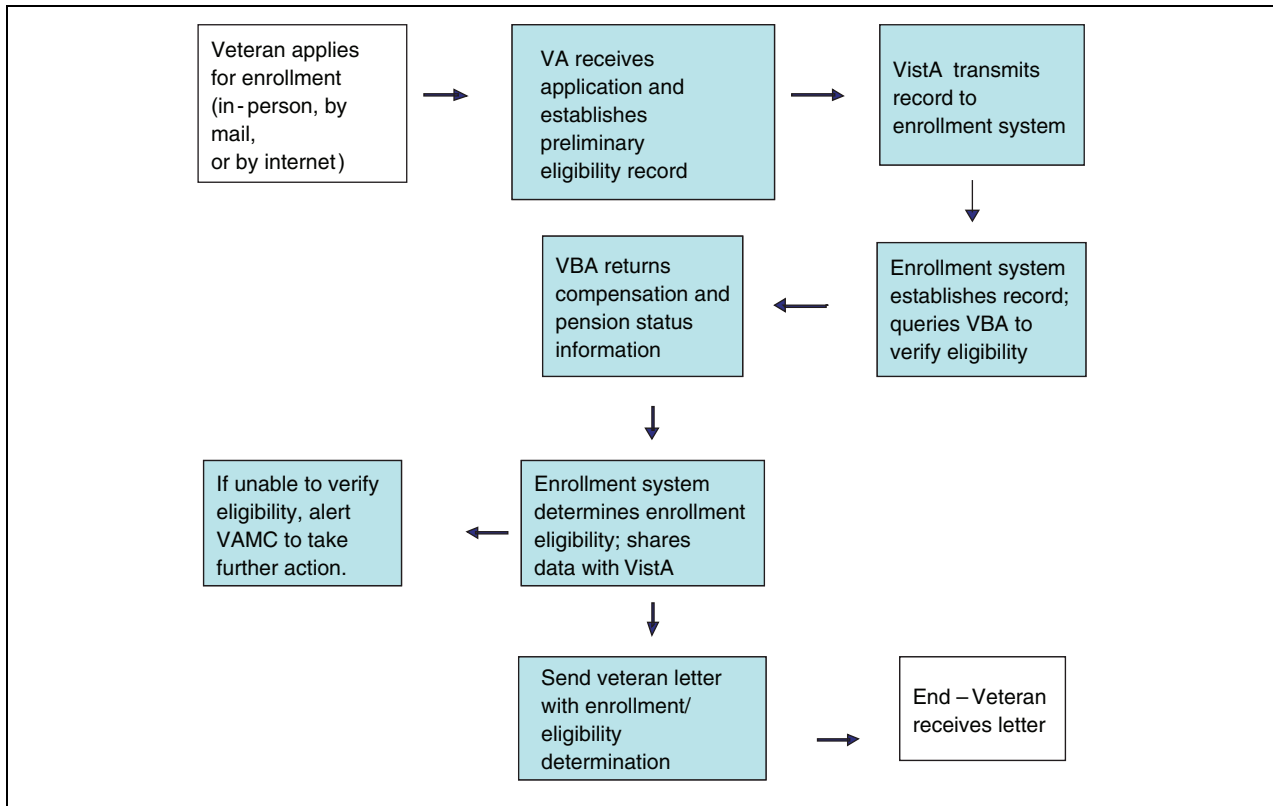 Veteran applies
for enrollment
(in-person, by
mail,
or by internet)
VA receives
application and
establishes
preliminary
eligibility record
VistA transmits
record to
enrollment system
Enrollment system
establishes record;
queries VBA to
verify eligibility
VBA returns
compensation and
pension status
information
Enrollment system
determines enrollment
eligibility; shares
data with VistA
If unable to verify
eligibility, alert
VAMC to take
further action.
Send veteran letter
with enrollment/
eligibility
determination
End – Veteran
receives letter